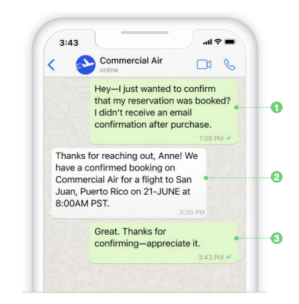 3:43
Commercial Air
online
Hey—I just wanted to confirm
that my reservation was booked?
I didn't receive an email
confirmation after purchase.
1:09 PM
1
Thanks for reaching out, Anne! We
have a confirmed booking on
Commercial Air for a flight to San
Juan, Puerto Rico on 21-JUNE at
8:00AM PST.
3:30 PM
2
Great. Thanks for
confirming—appreciate it.
3:43 PM
3